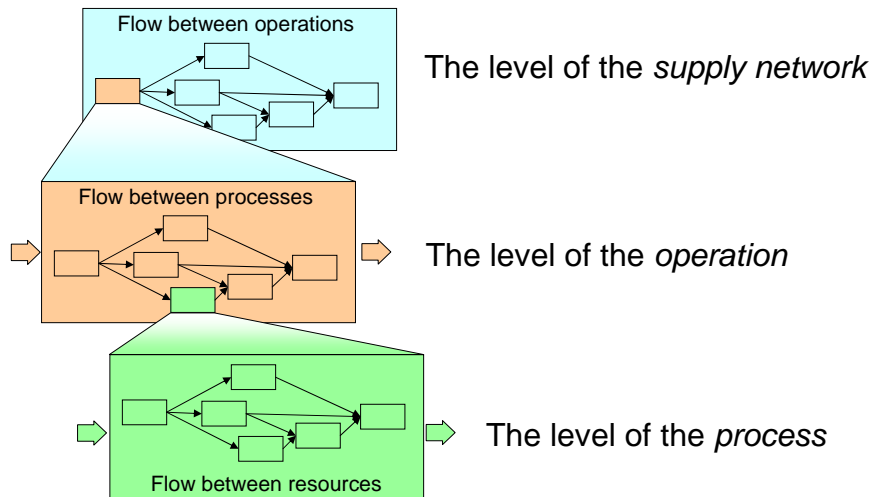 Flow between operations
The level of the supply network
Flow between processes
The level of the operation
The level of the process
Flow between resources